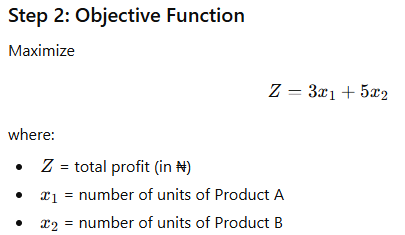 Step 2: Objective Function
Maximize
Z = 3x₁ + 5x₂
where:
• Z = total profit (in ₦)
• x₁ = number of units of Product A
• x₂ = number of units of Product B